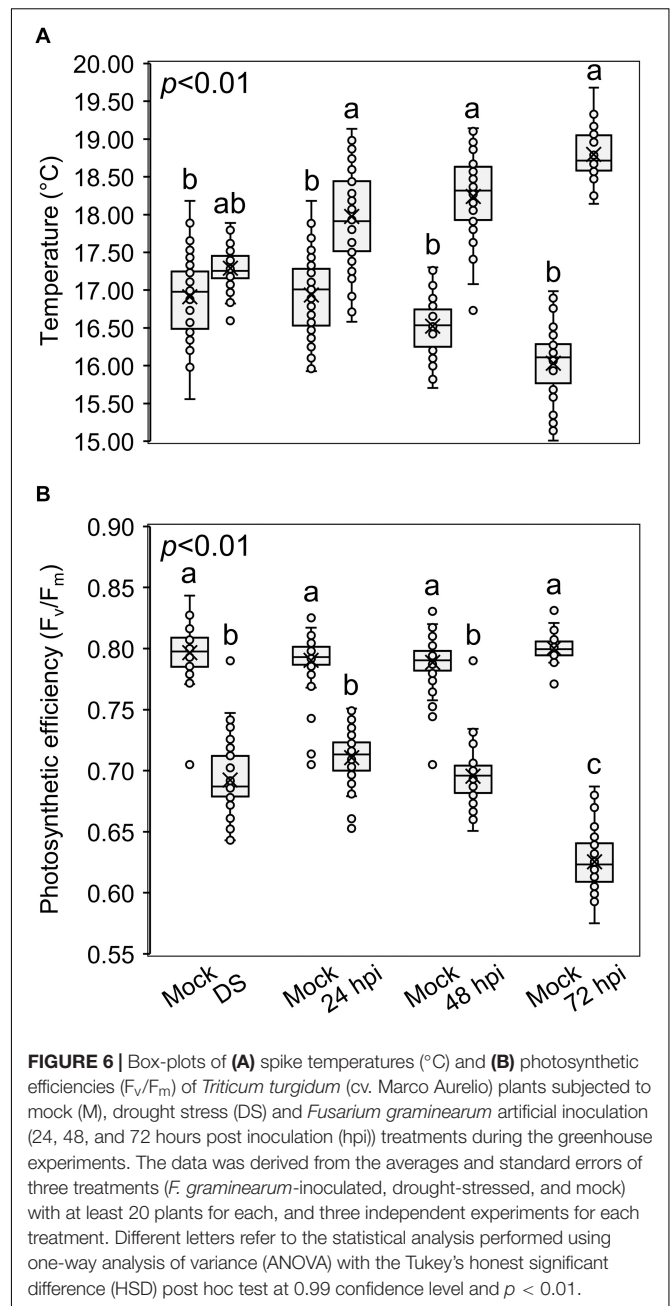 A
p<0.01
Temperature (°C)
20.00
19.50
19.00
18.50
18.00
17.50
17.00
16.50
16.00
15.50
15.00
b
ab
b
a
b
a
b
a
B
p<0.01
Photosynthetic efficiency (Fv/Fm)
0.90
0.85
0.80
0.75
0.70
0.65
0.60
0.55
a
b
a
b
a
b
a
c
Mock
DS
Mock
24 hpi
Mock
48 hpi
Mock
72 hpi
FIGURE 6 | Box-plots of (A) spike temperatures (°C) and (B) photosynthetic
efficiencies (Fv/Fm) of Triticum turgidum (cv. Marco Aurelio) plants subjected to
mock (M), drought stress (DS) and Fusarium graminearum artificial inoculation
(24, 48, and 72 hours post inoculation (hpi)) treatments during the greenhouse
experiments. The data was derived from the averages and standard errors of
three treatments (F. graminearum-inoculated, drought-stressed, and mock)
with at least 20 plants for each, and three independent experiments for each
treatment. Different letters refer to the statistical analysis performed using
one-way analysis of variance (ANOVA) with the Tukey's honest significant
difference (HSD) post hoc test at 0.99 confidence level and p < 0.01.